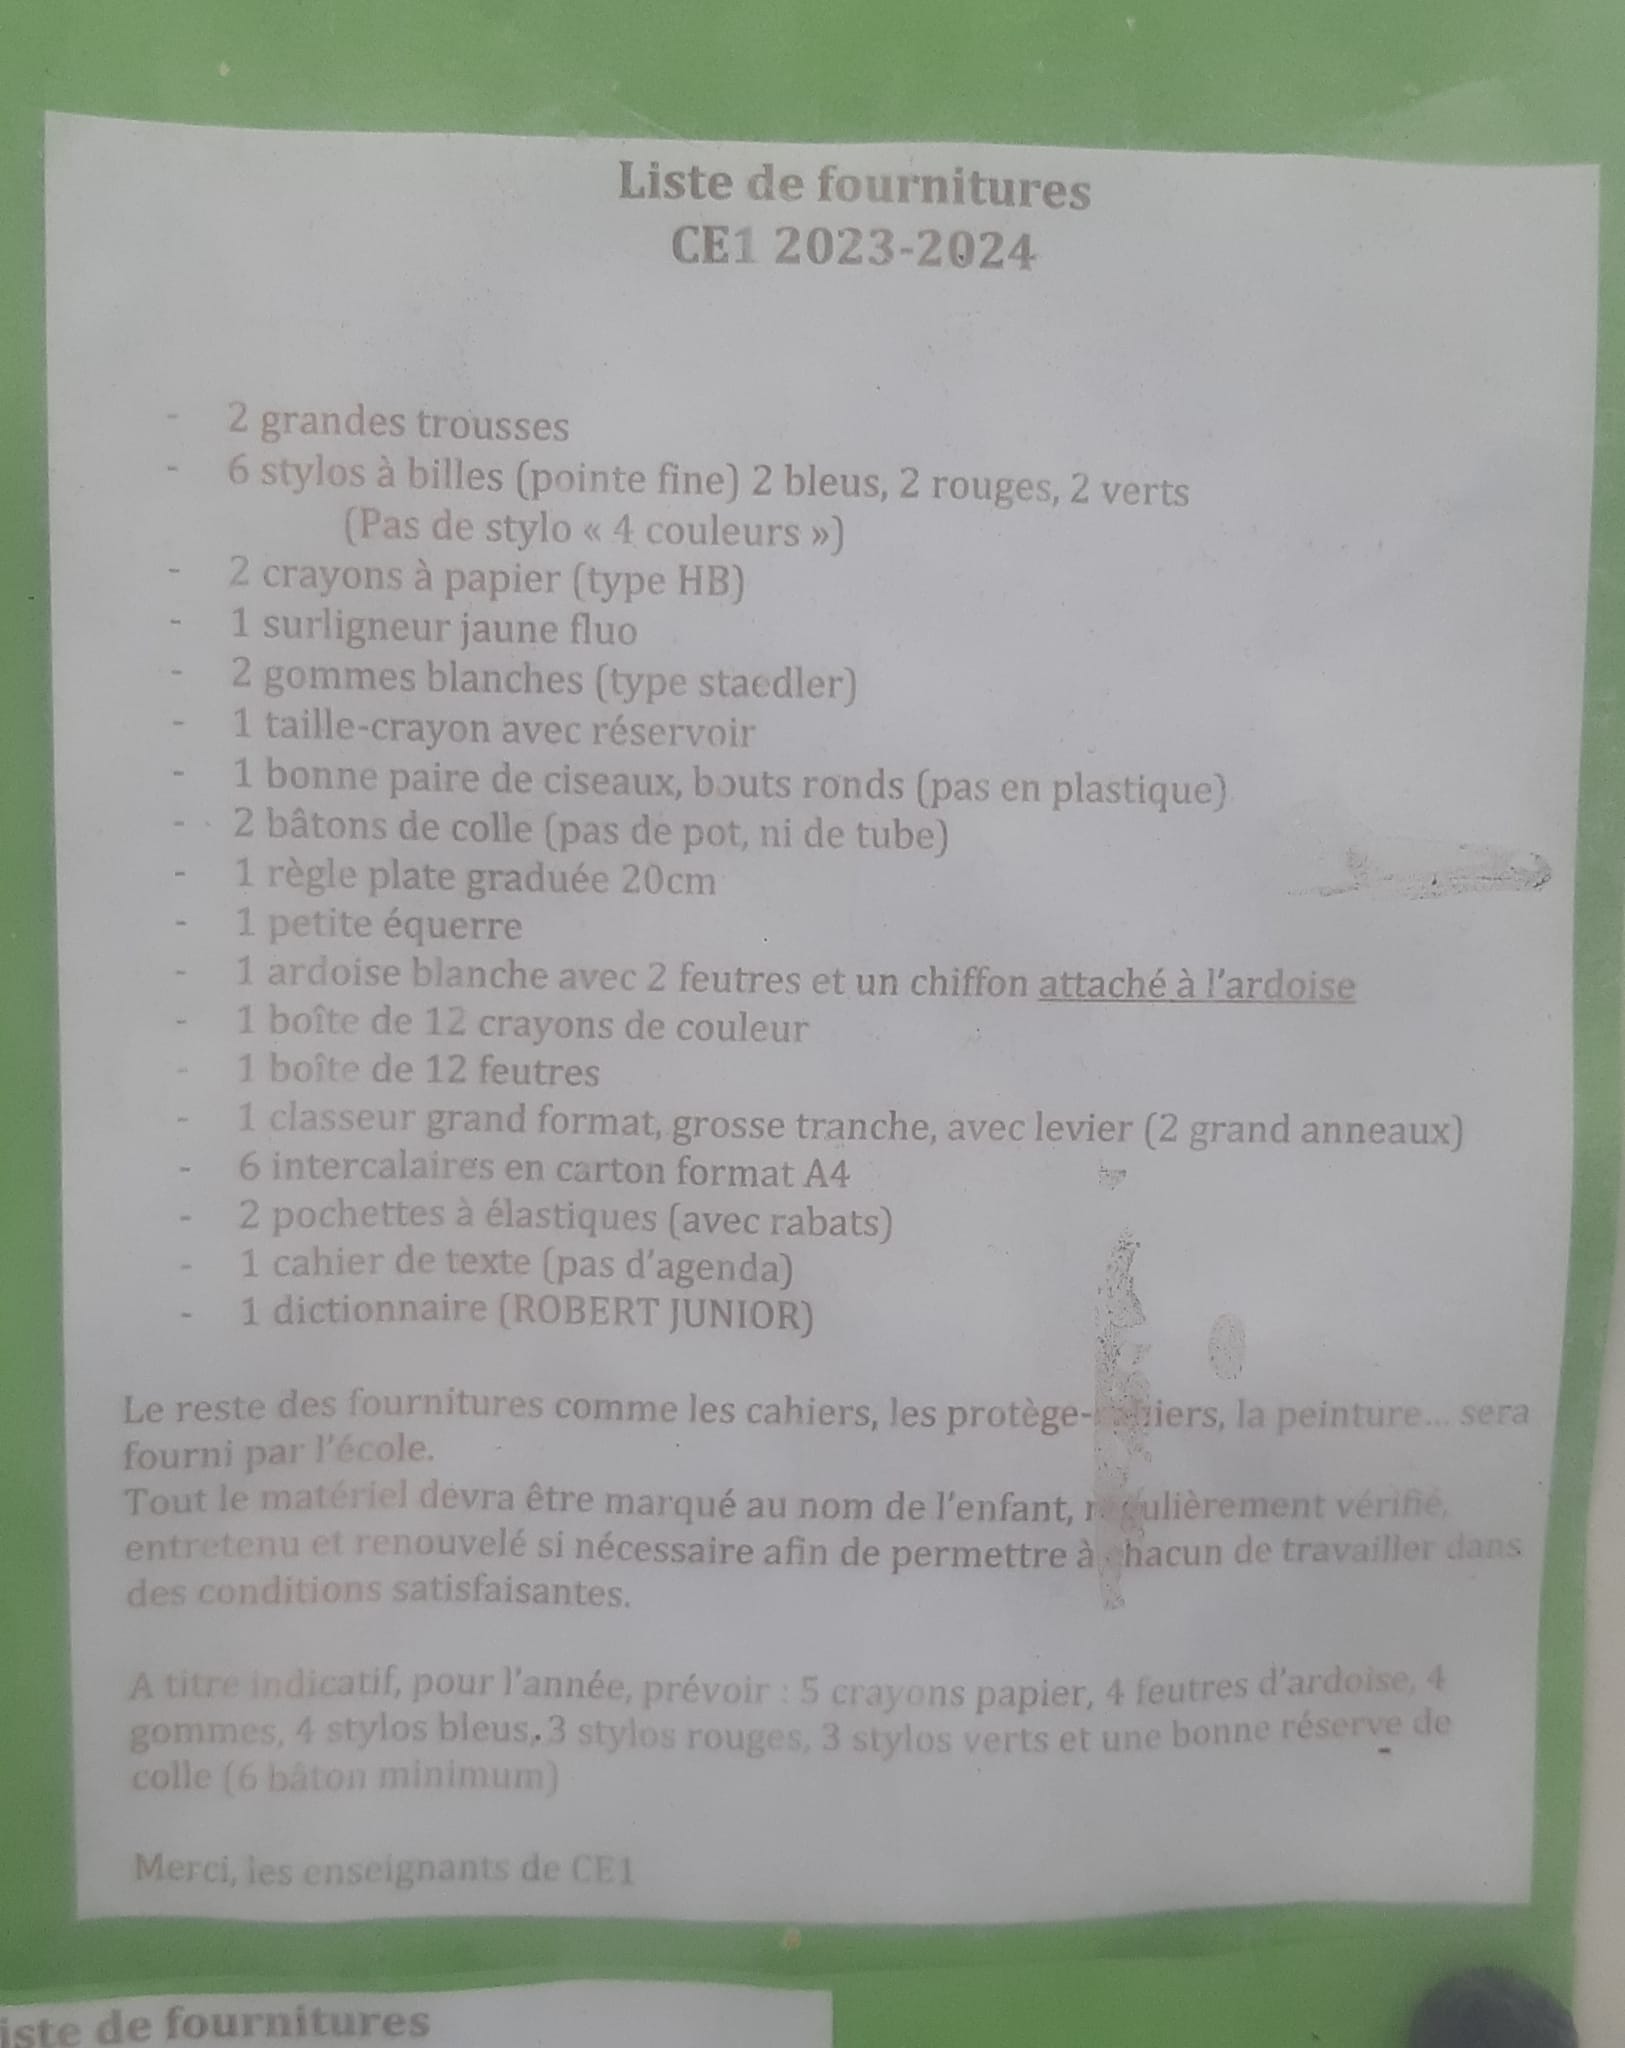 Liste de fournitures
CE1 2023-2024
- 2 grandes trousses
- 6 stylos à billes (pointe fine) 2 bleus, 2 rouges, 2 verts
(Pas de stylo « 4 couleurs »)
- 2 crayons à papier (type HB)
- 1 surligneur jaune fluo
- 2 gommes blanches (type staedler)
- 1 taille-crayon avec réservoir
- 1 bonne paire de ciseaux, bouts ronds (pas en plastique)
- 2 bâtons de colle (pas de pot, ni de tube)
- 1 règle plate graduée 20cm
- 1 petite équerre
- 1 ardoise blanche avec 2 feutres et un chiffon attaché à l'ardoise
- 1 boîte de 12 crayons de couleur
- 1 boîte de 12 feutres
- 1 classeur grand format, grosse tranche, avec levier (2 grand anneaux)
- 6 intercalaires en carton format A4
- 2 pochettes à élastiques (avec rabats)
- 1 cahier de texte (pas d'agenda)
- 1 dictionnaire (ROBERT JUNIOR)
Le reste des fournitures comme les cahiers, les protège-cahiers, la peinture... sera
fourni par l'école.
Tout le matériel devra être marqué au nom de l'enfant, régulièrement vérifié,
entretenu et renouvelé si nécessaire afin de permettre à chacun de travailler dans
des conditions satisfaisantes.
A titre indicatif, pour l'année, prévoir : 5 crayons papier, 4 feutres d'ardoise, 4
gommes, 4 stylos bleus, 3 stylos rouges, 3 stylos verts et une bonne réserve de
colle (6 bâton minimum)
Merci, les enseignants de CE1
iste de fournitures